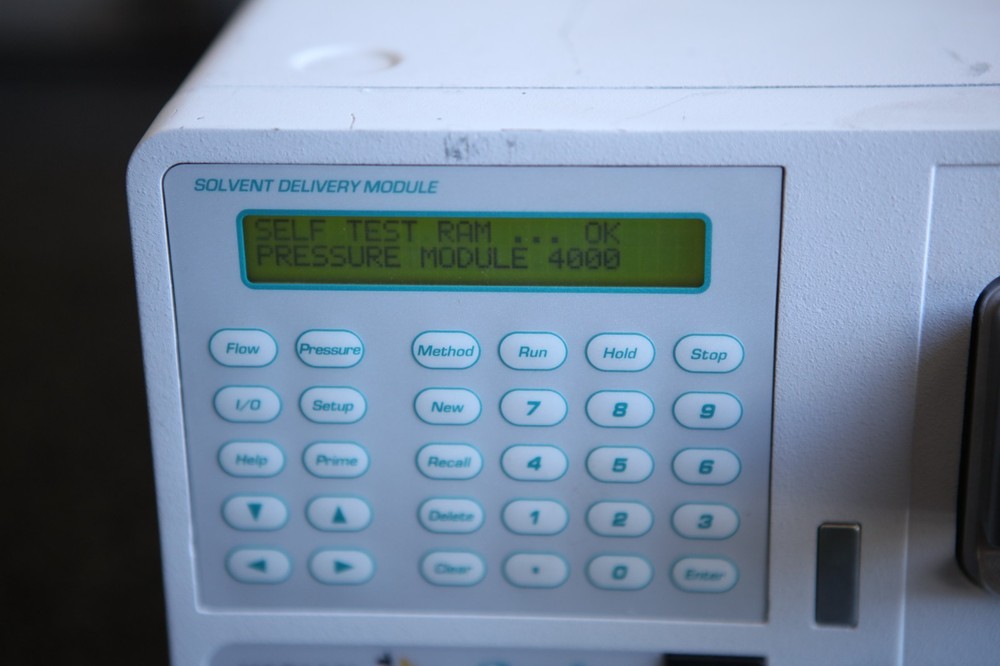 SOLVENT DELIVERY MODULE
SELF TEST RAM ... OK
PRESSURE MODULE 4000
Flow Pressure Method Run Hold Stop
I/O Setup New 7 8 9
Help Prime Recall 4 5 6
Delete 1 2 3
Clear . 0 Enter